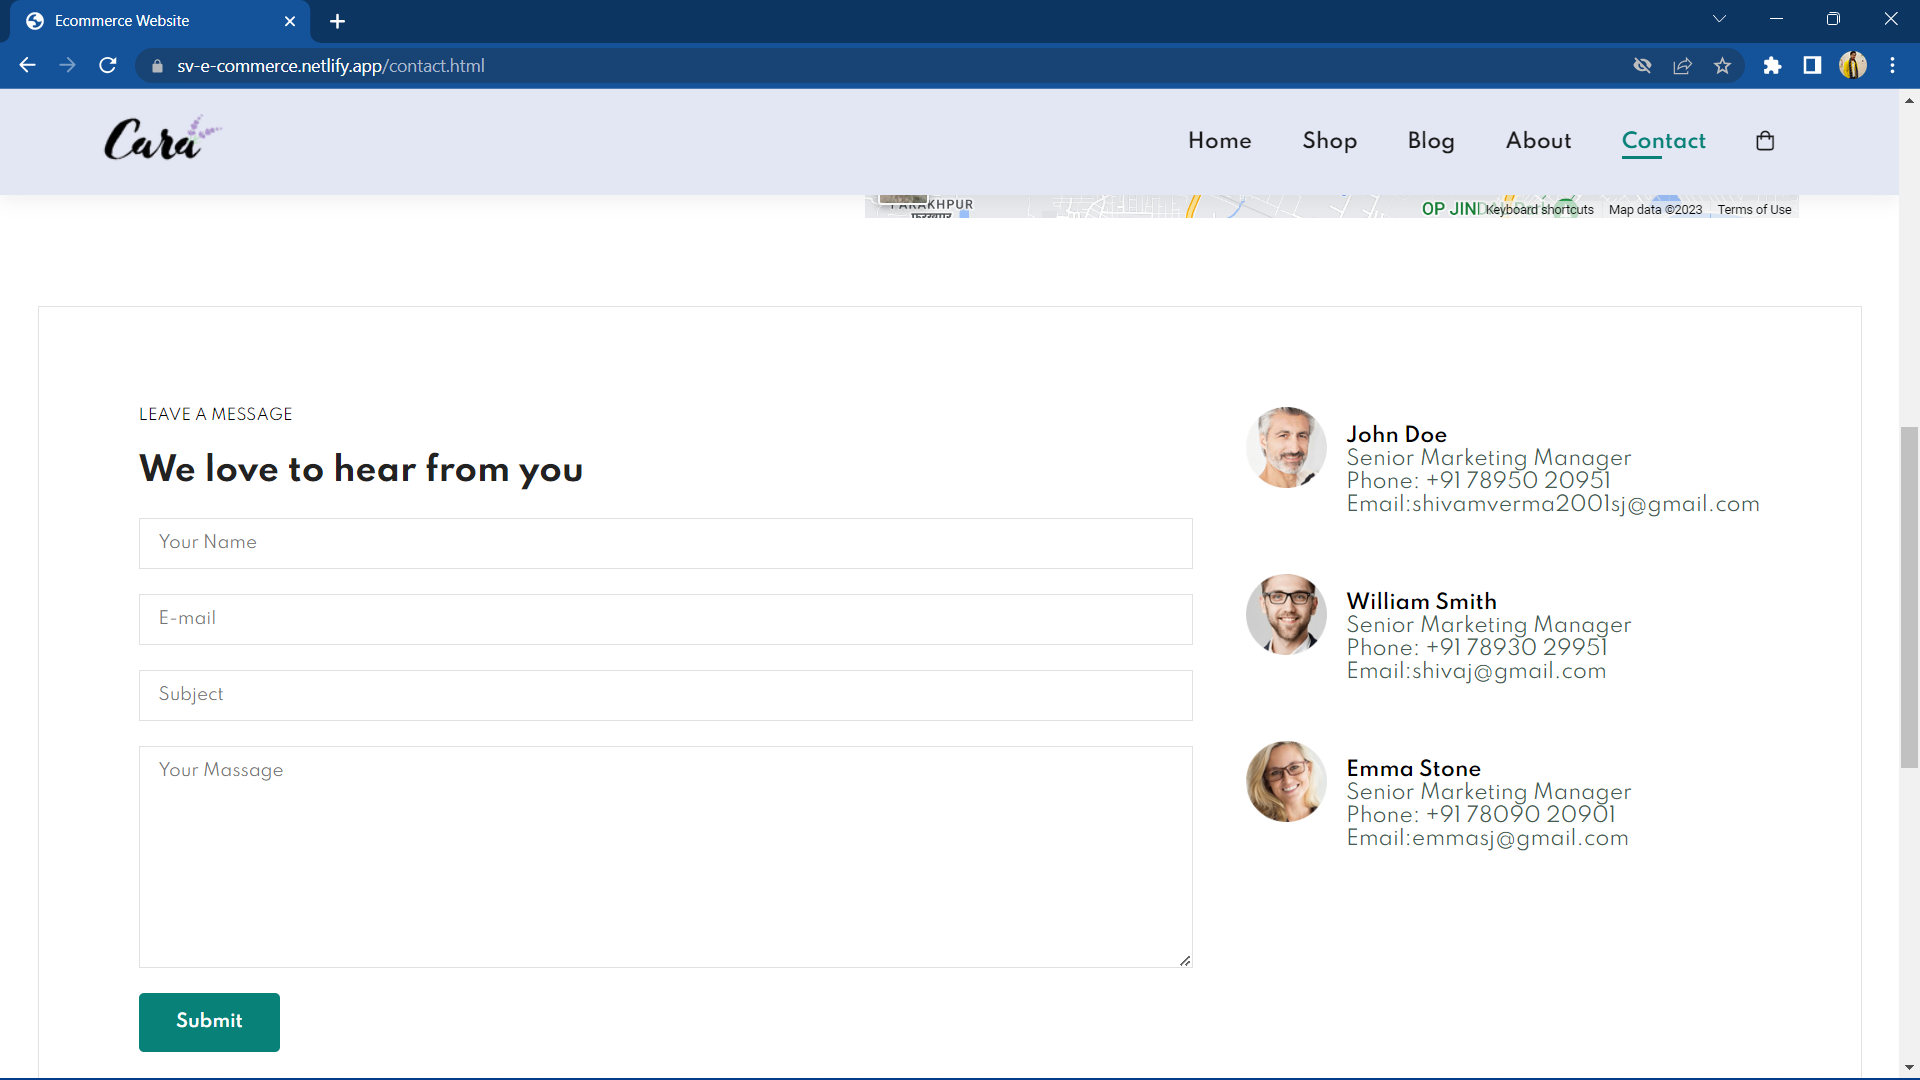 Ecommerce Website
sv-e-commerce.netlify.app/contact.html
Cara
Home Shop Blog About Contact
OP JIND
Keyboard shortcuts Map data ©2023 Terms of Use
LEAVE A MESSAGE
We love to hear from you
Your Name
E-mail
Subject
Your Massage
Submit
John Doe
Senior Marketing Manager
Phone: +91 78950 20951
Email:shivamverma2001sj@gmail.com
William Smith
Senior Marketing Manager
Phone: +91 78930 29951
Email:shivaj@gmail.com
Emma Stone
Senior Marketing Manager
Phone: +91 78090 20901
Email:emmasj@gmail.com